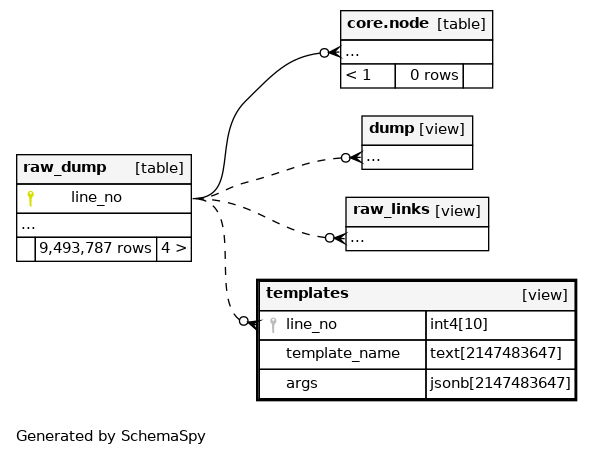 core.node [table]
...
< 1 0 rows
dump [view]
...
raw_dump [table]
line_no
...
9,493,787 rows 4 >
raw_links [view]
...
templates [view]
line_no int4[10]
template_name text[2147483647]
args jsonb[2147483647]
Generated by SchemaSpy